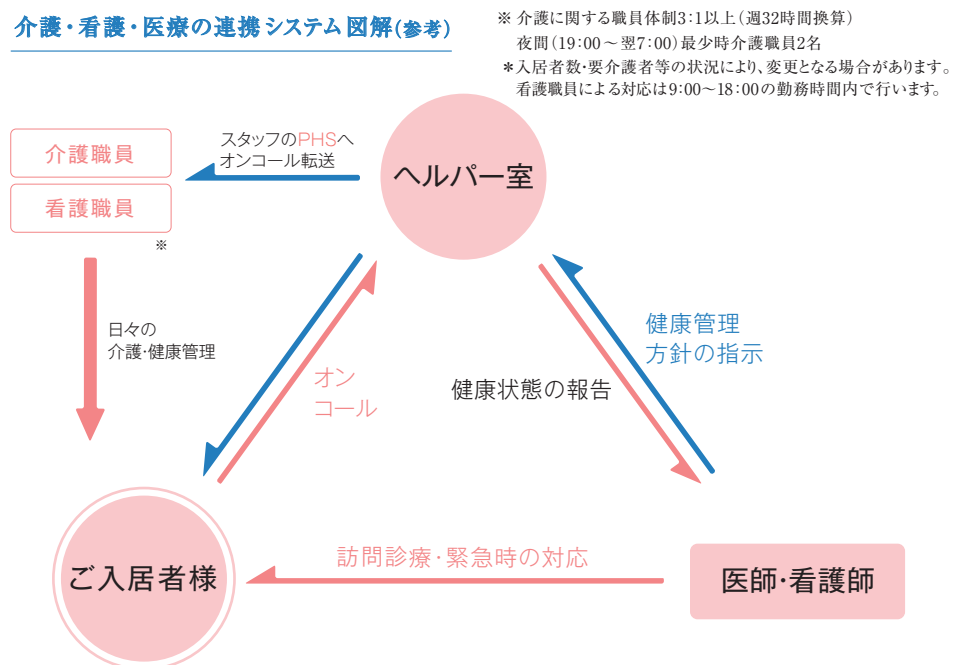 介護・看護・医療の連携システム図解(参考)
※ 介護に関する職員体制3:1以上(週32時間換算)
夜間(19:00～翌7:00)最少時介護職員2名
＊入居者数・要介護者等の状況により、変更となる場合があります。
看護職員による対応は9:00～18:00の勤務時間内で行います。
介護職員
看護職員
※
スタッフのPHSへ
オンコール転送
ヘルパー室
日々の
介護・健康管理
オン
コール
健康管理
方針の指示
健康状態の報告
訪問診療・緊急時の対応
ご入居者様
医師・看護師